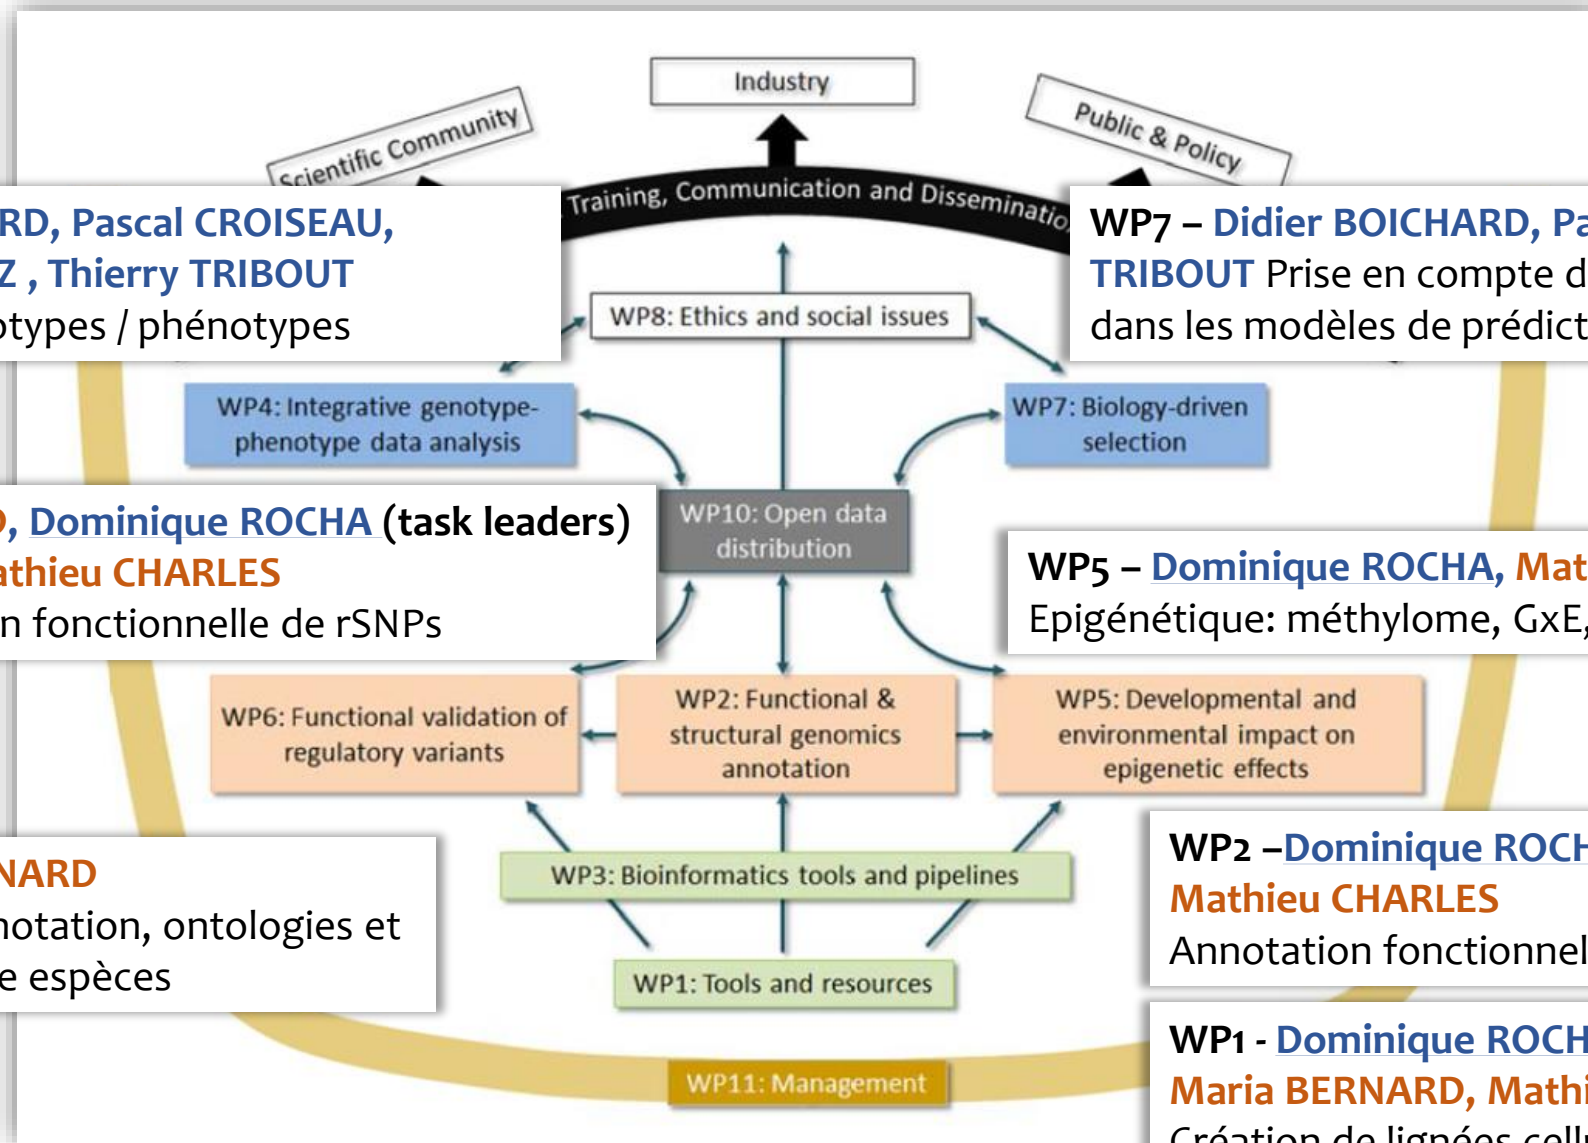 Industry
Scientific Community
Public & Policy
Training, Communication and Disseminatio
RD, Pascal CROISEAU,
Z , Thierry TRIBOUT
otypes / phénotypes
WP7 – Didier BOICHARD, Pa
TRIBOUT Prise en compte d
dans les modèles de prédict
WP8: Ethics and social issues
WP4: Integrative genotype-
phenotype data analysis
WP7: Biology-driven
selection
WP10: Open data
distribution
, Dominique ROCHA (task leaders)
athieu CHARLES
n fonctionnelle de rSNPs
WP5 – Dominique ROCHA, Mat
Epigénétique: méthylome, GxE,
WP6: Functional validation of
regulatory variants
WP2: Functional &
structural genomics
annotation
WP5: Developmental and
environmental impact on
epigenetic effects
NARD
notation, ontologies et
e espèces
WP3: Bioinformatics tools and pipelines
WP2 –Dominique ROCH
Mathieu CHARLES
Annotation fonctionnel
WP1: Tools and resources
WP1 - Dominique ROCH
Maria BERNARD, Mathi
Création de lignées cellu
WP11: Management